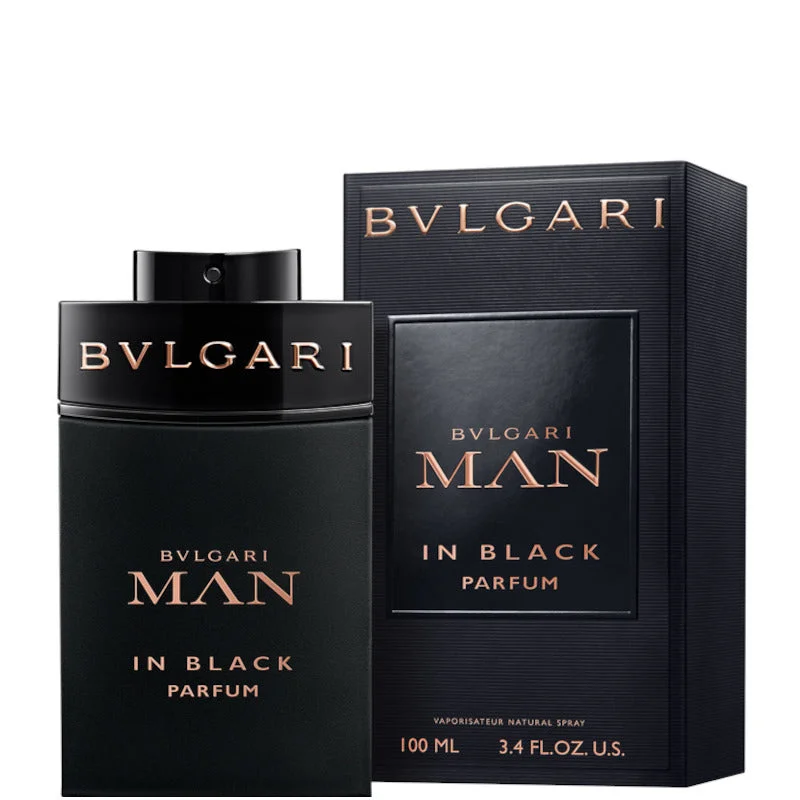 BVLGARI
BVLGARI
MAN
IN BLACK
PARFUM
BVLGARI
BVLGARI
MAN
IN BLACK
PARFUM
VAPORISATEUR NATURAL SPRAY
100 ML 3.4 FL.OZ. U.S.